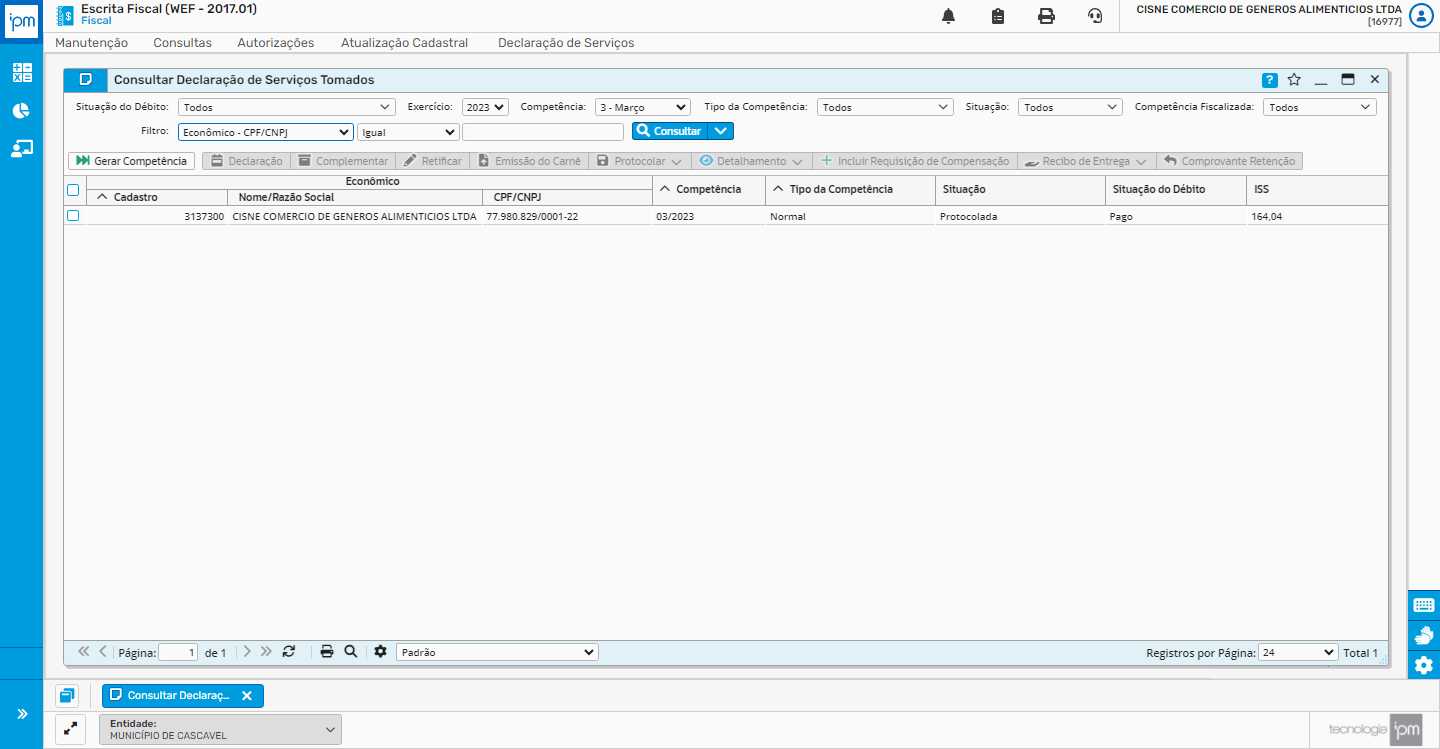 ipm
Escrita Fiscal (WEF - 2017.01)
Fiscal
CISNE COMERCIO DE GENEROS ALIMENTICIOS LTDA
[16977]
Manutenção Consultas Autorizações Atualização Cadastral Declaração de Serviços
Consultar Declaração de Serviços Tomados
?
Situação do Débito: Todos Exercício: 2023 Competência: 3 - Março Tipo da Competência: Todos Situação: Todos Competência Fiscalizada: Todos
Filtro: Econômico - CPF/CNPJ Igual Consultar
Gerar Competência Declaração Complementar Retificar Emissão do Carnê Protocolar Detalhamento Incluir Requisição de Compensação Recibo de Entrega Comprovante Retenção
Econômico
Cadastro Nome/Razão Social CPF/CNPJ Competência Tipo da Competência Situação Situação do Débito ISS
3137300 CISNE COMERCIO DE GENEROS ALIMENTICIOS LTDA 77.980.829/0001-22 03/2023 Normal Protocolada Pago 164,04
Página: 1 de 1 Padrão Registros por Página: 24 Total 1
Consultar Declaraç...
Entidade:
MUNICÍPIO DE CASCAVEL
tecnologia ipm